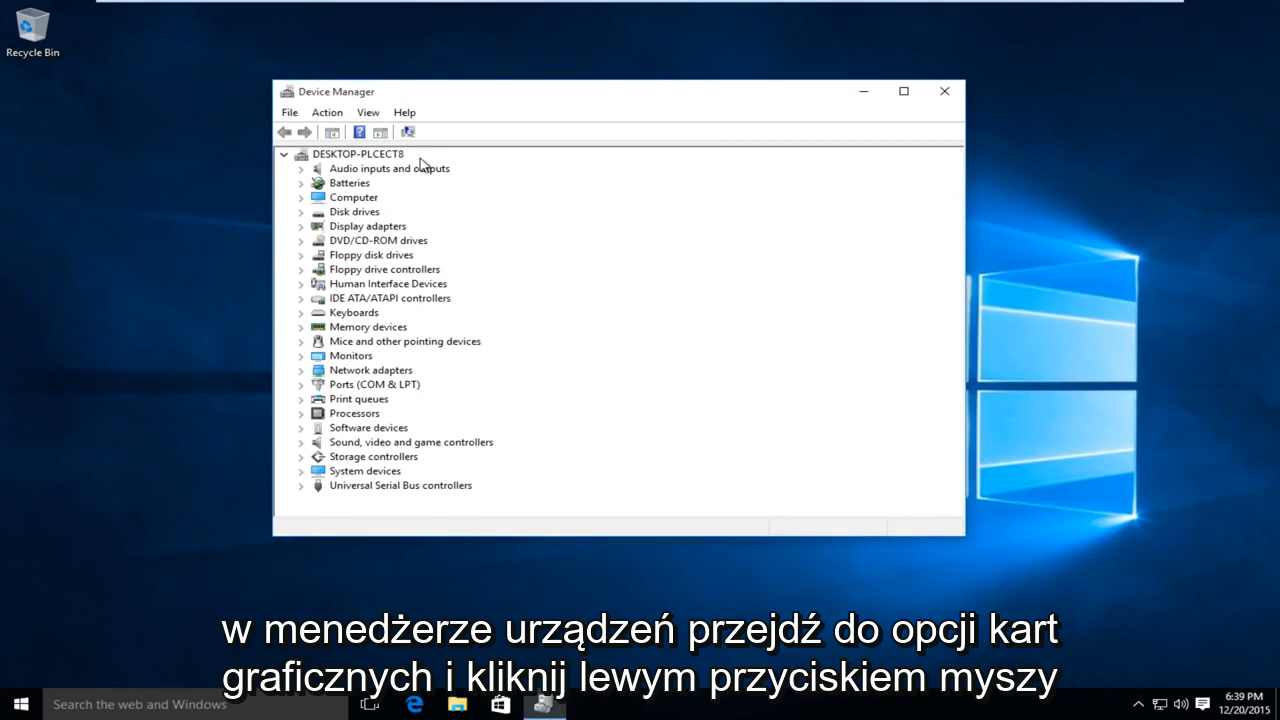 Recycle Bin
Device Manager
File Action View Help
DESKTOP-PLCECT8
Audio inputs and outputs
Batteries
Computer
Disk drives
Display adapters
DVD/CD-ROM drives
Floppy disk drives
Floppy drive controllers
Human Interface Devices
IDE ATA/ATAPI controllers
Keyboards
Memory devices
Mice and other pointing devices
Monitors
Network adapters
Ports (COM & LPT)
Print queues
Processors
Software devices
Sound, video and game controllers
Storage controllers
System devices
Universal Serial Bus controllers
w menedżerze urządzeń przejdź do opcji kart
graficznych i kliknij lewym przyciskiem myszy
Search the web and Windows
6:39 PM
12/20/2015